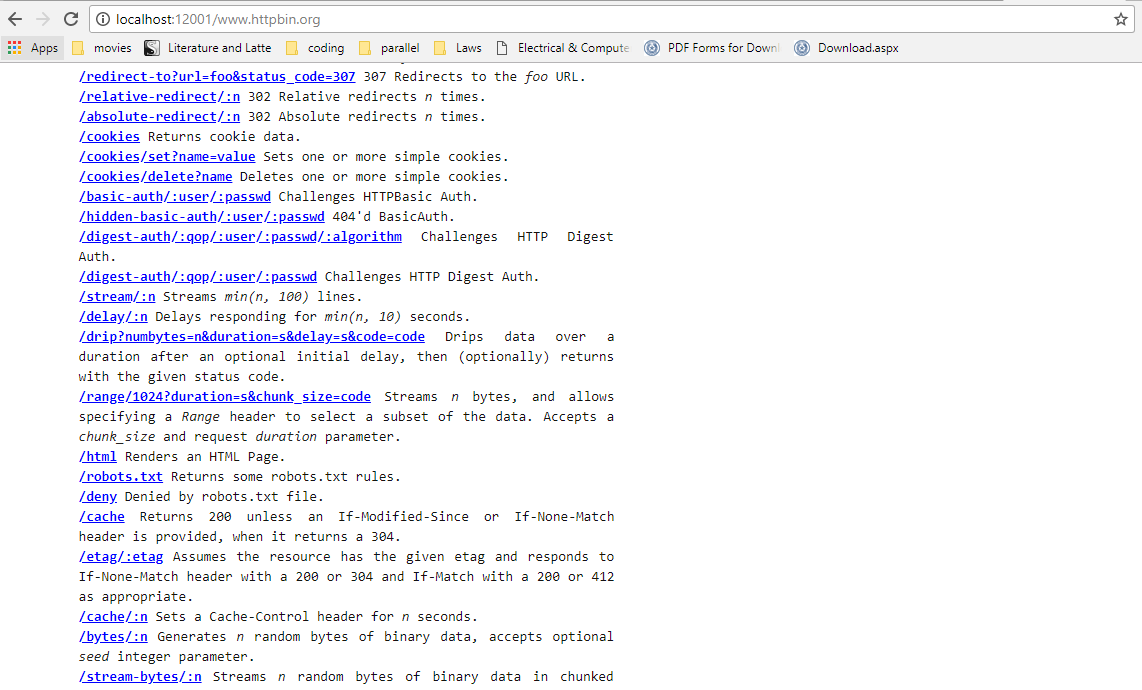 localhost:12001/www.httpbin.org
Apps movies Literature and Latte coding parallel Laws Electrical & Compute PDF Forms for Down Download.aspx
/redirect-to?url=foo&status_code=307 307 Redirects to the foo URL.
/relative-redirect/:n 302 Relative redirects n times.
/absolute-redirect/:n 302 Absolute redirects n times.
/cookies Returns cookie data.
/cookies/set?name=value Sets one or more simple cookies.
/cookies/delete?name Deletes one or more simple cookies.
/basic-auth/:user/:passwd Challenges HTTPBasic Auth.
/hidden-basic-auth/:user/:passwd 404'd BasicAuth.
/digest-auth/:qop/:user/:passwd/:algorithm Challenges HTTP Digest
Auth.
/digest-auth/:qop/:user/:passwd Challenges HTTP Digest Auth.
/stream/:n Streams min(n, 100) lines.
/delay/:n Delays responding for min(n, 10) seconds.
/drip?numbytes=n&duration=s&delay=s&code=code Drips data over a
duration after an optional initial delay, then (optionally) returns
with the given status code.
/range/1024?duration=s&chunk_size=code Streams n bytes, and allows
specifying a Range header to select a subset of the data. Accepts a
chunk_size and request duration parameter.
/html Renders an HTML Page.
/robots.txt Returns some robots.txt rules.
/deny Denied by robots.txt file.
/cache Returns 200 unless an If-Modified-Since or If-None-Match
header is provided, when it returns a 304.
/etag/:etag Assumes the resource has the given etag and responds to
If-None-Match header with a 200 or 304 and If-Match with a 200 or 412
as appropriate.
/cache/:n Sets a Cache-Control header for n seconds.
/bytes/:n Generates n random bytes of binary data, accepts optional
seed integer parameter.
/stream-bytes/:n Streams n random bytes of binary data in chunked